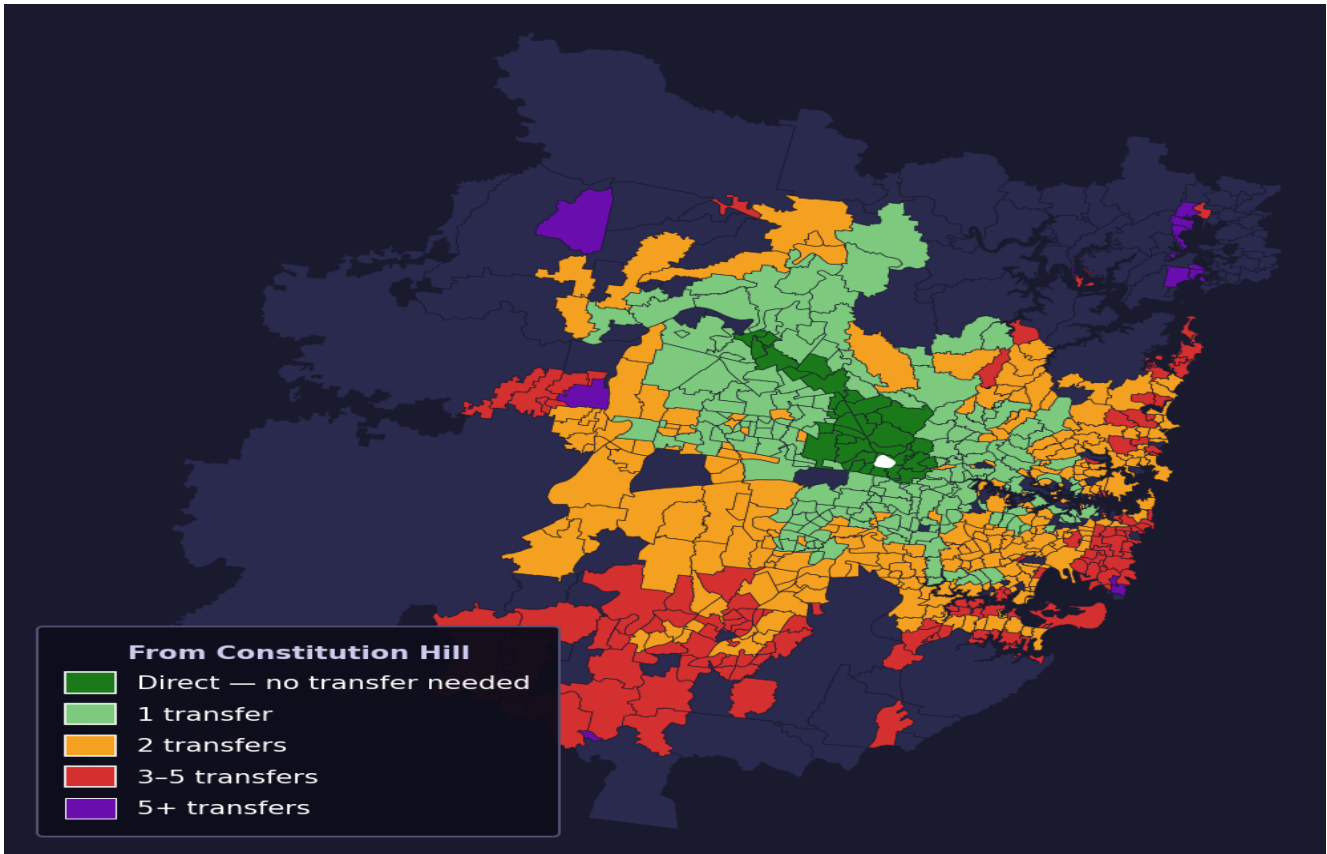 From Constitution Hill
Direct — no transfer needed
1 transfer
2 transfers
3–5 transfers
5+ transfers